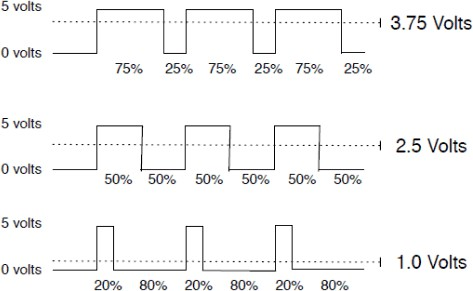 5 volts
3.75 Volts
0 volts
75% 25% 75% 25% 75% 25%
5 volts
2.5 Volts
0 volts
50% 50% 50% 50% 50% 50%
5 volts
1.0 Volts
0 volts
20% 80% 20% 80% 20% 80%